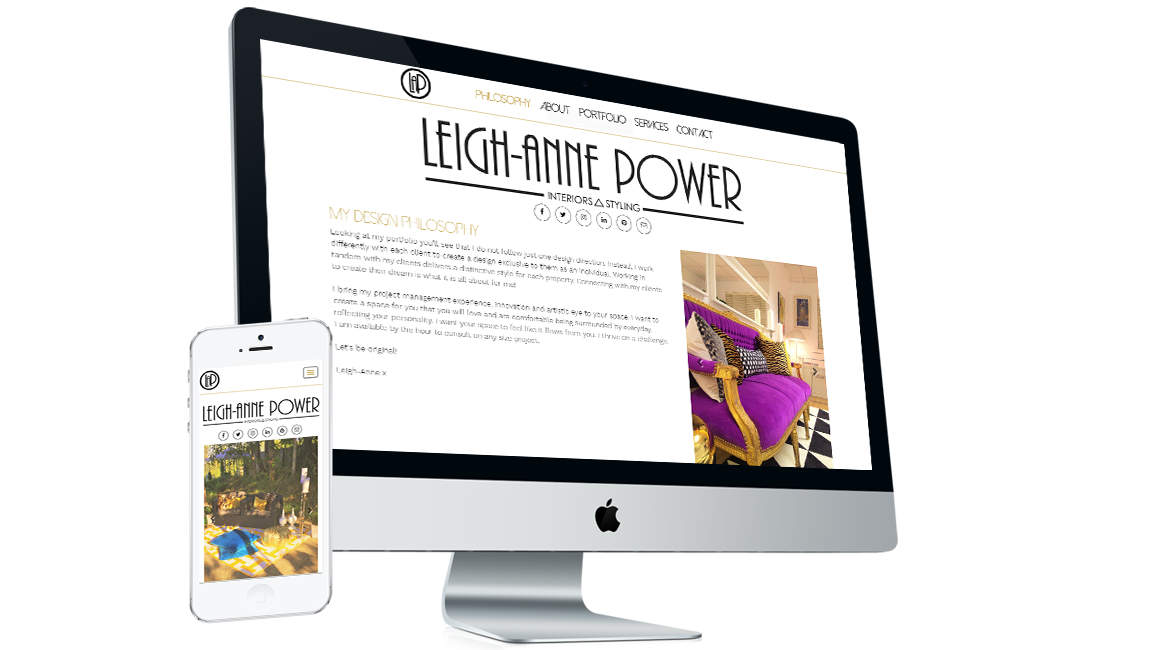 LAP
PHILOSOPHY ABOUT PORTFOLIO SERVICES CONTACT
LEIGH-ANNE POWER
INTERIORS STYLING
MY DESIGN PHILOSOPHY
Looking at my portfolio you'll see that I do not follow just one design direction. Instead, I work
differently with each client to create a design exclusive to them as an individual. Working in
tandem with my clients delivers a distinctive style for each property. Connecting with my clients
to create their dream is what it is all about for me!
I bring my project management experience, innovation and artistic eye to your space. I want to
create a space for you that you will love and are comfortable being surrounded by everyday,
reflecting your personality. I want your space to feel like it flows from you. I thrive on a challenge.
I am available by the hour to consult on any size project.
Let's be original!
Leigh-Anne x
LAP
LEIGH-ANNE POWER
INTERIORS STYLING